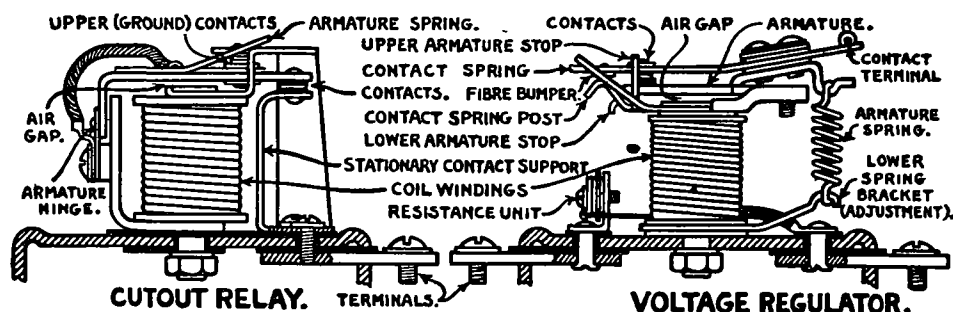 UPPER (GROUND) CONTACTS
ARMATURE SPRING.
AIR GAP.
ARMATURE HINGE.
CONTACTS.
STATIONARY CONTACT SUPPORT
COIL WINDINGS
CUTOUT RELAY.
TERMINALS.
CONTACTS
AIR GAP
ARMATURE.
UPPER ARMATURE STOP
CONTACT SPRING
FIBRE BUMPER
CONTACT SPRING POST
LOWER ARMATURE STOP
RESISTANCE UNIT
CONTACT
TERMINAL
ARMATURE
SPRING.
LOWER
SPRING
BRACKET
(ADJUSTMENT).
VOLTAGE REGULATOR.